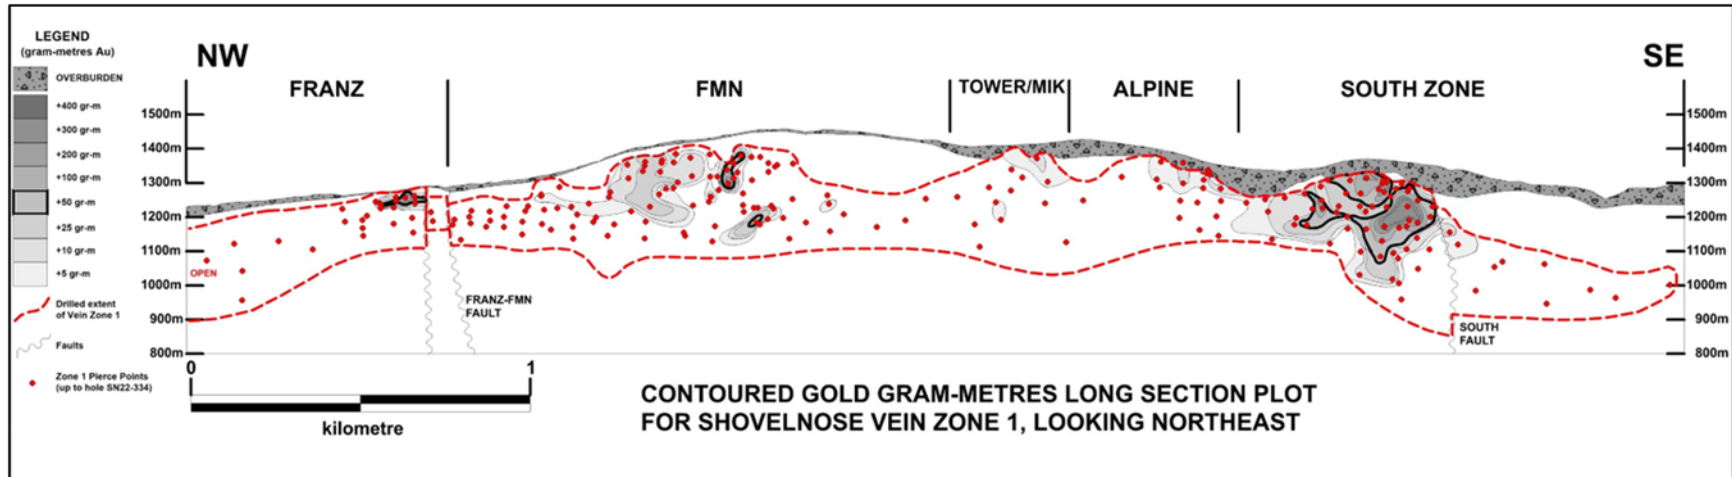 LEGEND
(gram-metres Au)
OVERBURDEN
+400 gr-m
+300 gr-m
+200 gr-m
+100 gr-m
+50 gr-m
+25 gr-m
+10 gr-m
+5 gr-m
Drilled extent
of Vein Zone 1
Faults
Zone 1 Pierce Points
(up to hole SN22-334)
NW
SE
FRANZ
FMN
TOWER/MIK
ALPINE
SOUTH ZONE
1500m
1400m
1300m
1200m
1100m
1000m
900m
800m
1500m
1400m
1300m
1200m
1100m
1000m
900m
800m
OPEN
FRANZ-FMN
FAULT
SOUTH
FAULT
0
1
kilometre
CONTOURED GOLD GRAM-METRES LONG SECTION PLOT
FOR SHOVELNOSE VEIN ZONE 1, LOOKING NORTHEAST